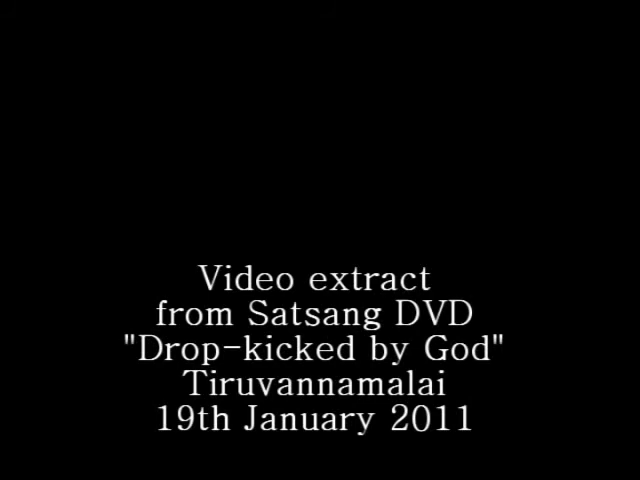 Video extract
from Satsang DVD
"Drop-kicked by God"
Tiruvannamalai
19th January 2011